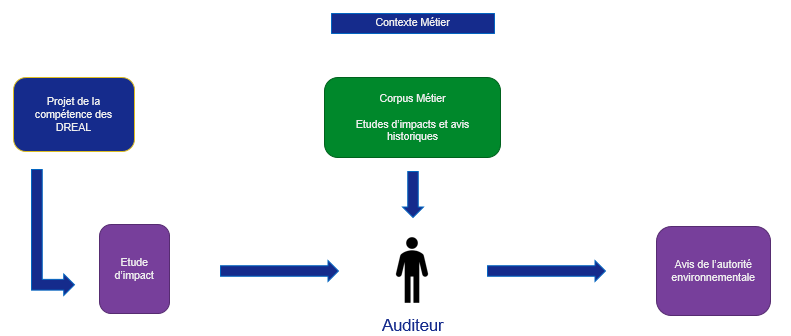 Contexte Métier
Projet de la
compétence des
DREAL
Corpus Métier
Etudes d'impacts et avis
historiques
Etude
d'impact
Auditeur
Avis de l'autorité
environnementale